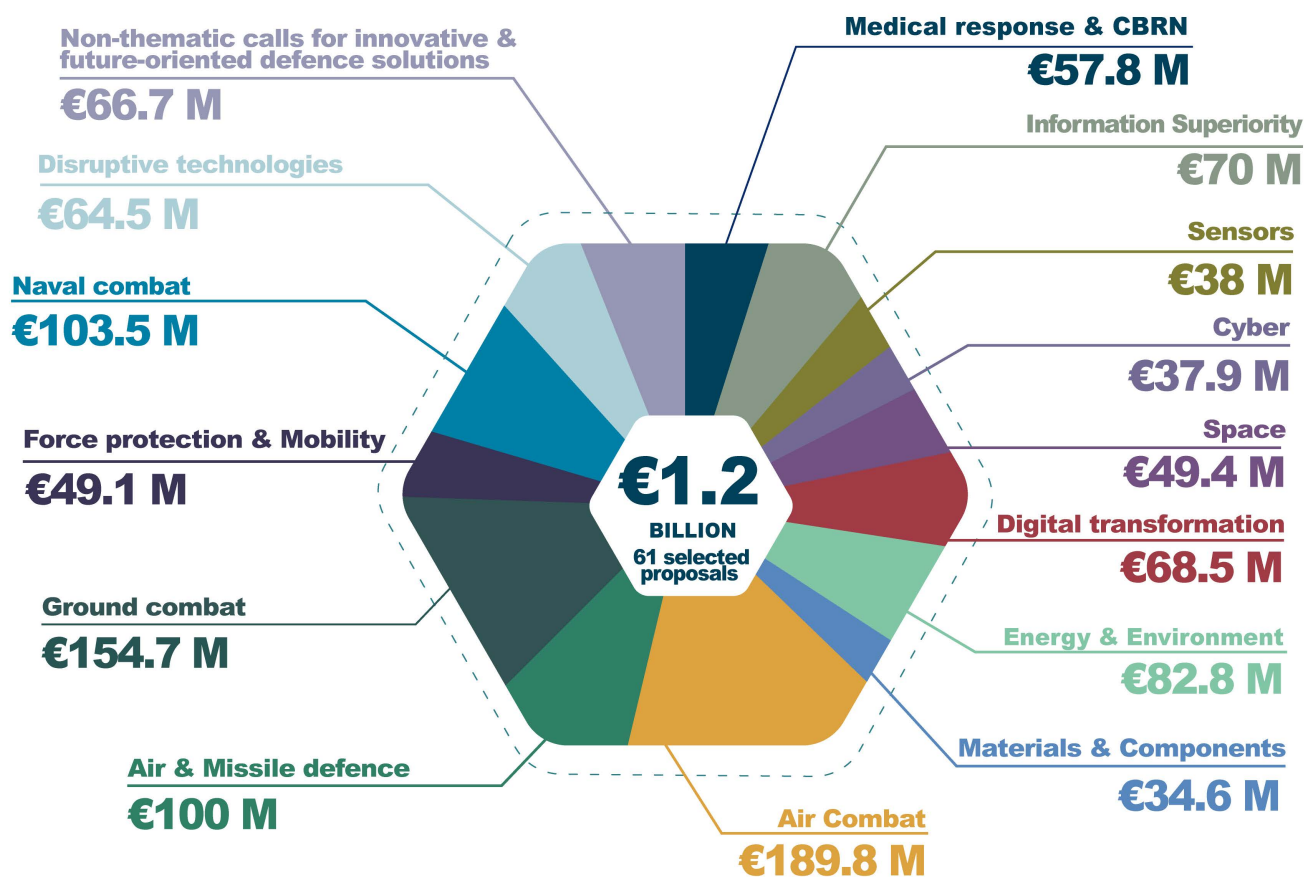 Non-thematic calls for innovative &
future-oriented defence solutions
€66.7 M
Disruptive technologies
€64.5 M
Naval combat
€103.5 M
Force protection & Mobility
€49.1 M
Ground combat
€154.7 M
Air & Missile defence
€100 M
Medical response & CBRN
€57.8 M
Information Superiority
€70 M
Sensors
€38 M
Cyber
€37.9 M
Space
€49.4 M
Digital transformation
€68.5 M
Energy & Environment
€82.8 M
Materials & Components
€34.6 M
Air Combat
€189.8 M
€1.2
BILLION
61 selected
proposals